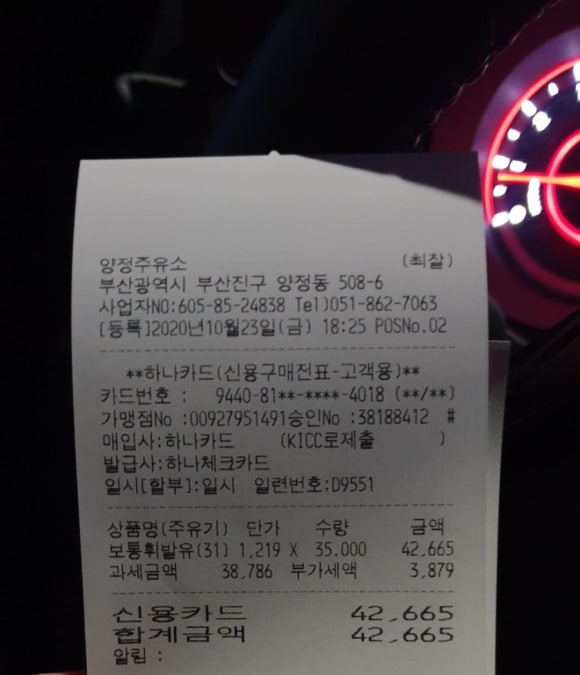 양정주유소 (최찰)
부산광역시 부산진구 양정동 508-6
사업자NO:605-85-24838 Tel)051-862-7063
[등록]2020년10월23일(금) 18:25 POSNo.02
**하나카드(신용구매전표-고객용)**
카드번호 : 9440-81**-****-4018 (**/**)
가맹점No :00927951491승인No :38188412 #
매입사:하나카드 (KICC로제출 )
발급사:하나체크카드
일시[할부]:일시 일련번호:D9551
상품명(주유기) 단가 수량 금액
보통휘발유(31) 1,219 X 35.000 42,665
과세금액 38,786 부가세액 3,879
신용카드 42,665
합계금액 42,665
알림 :